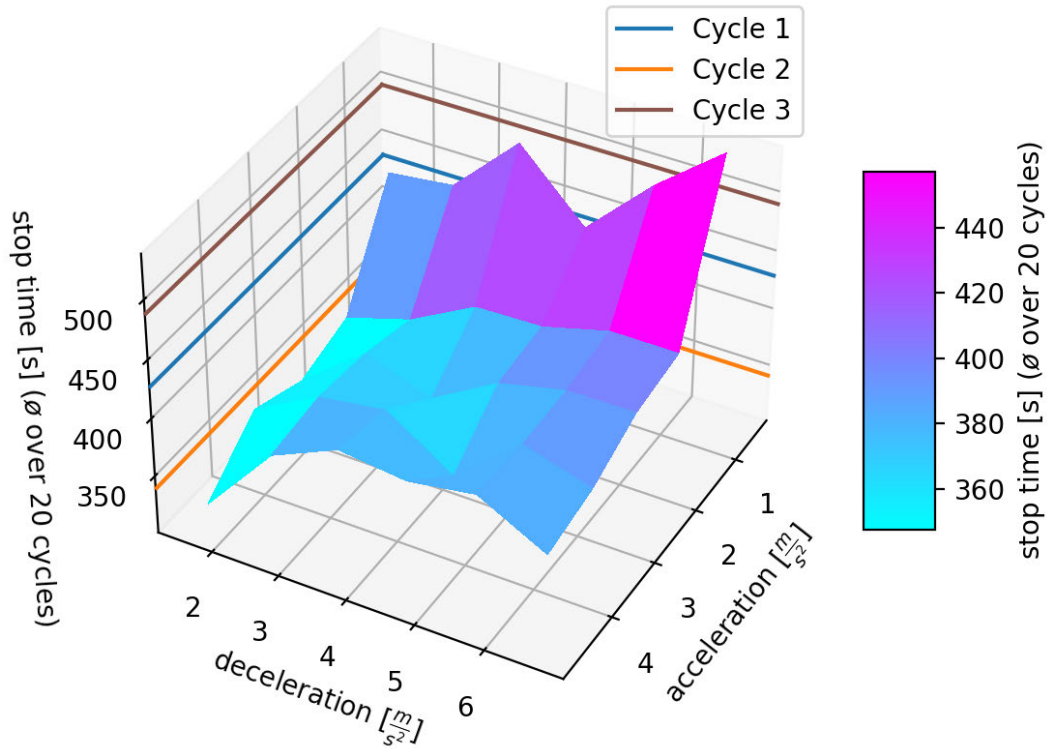 Cycle 1
Cycle 2
Cycle 3
stop time [s] (ø over 20 cycles)
500
450
400
350
2
3
4
5
6
deceleration [m/s²]
1
2
3
4
acceleration [m/s²]
440
420
400
380
360
stop time [s] (ø over 20 cycles)